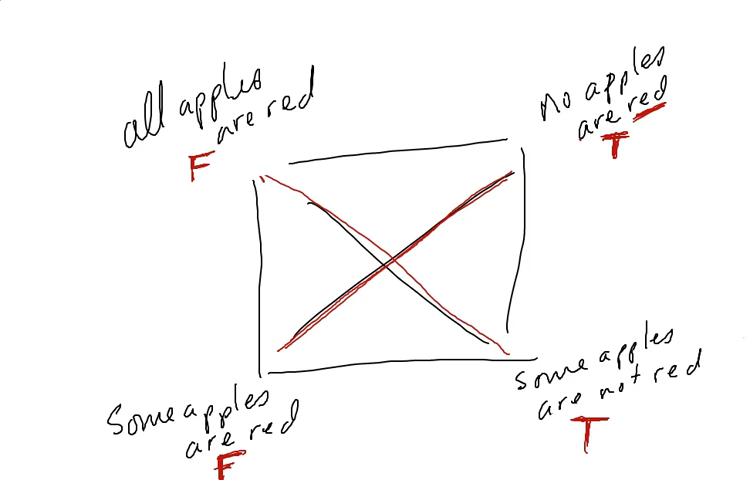 all apples
are red
F
no apples
are red
T
Some apples
are red
F
Some apples
are not red
T